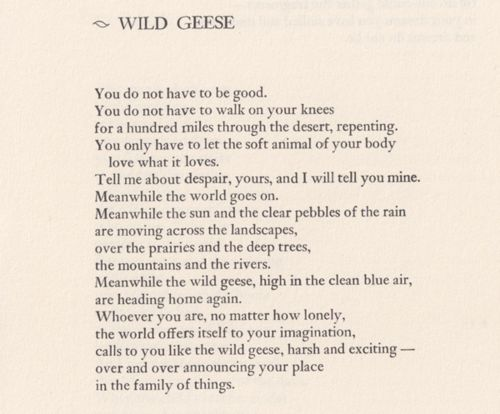 WILD GEESE
You do not have to be good.
You do not have to walk on your knees
for a hundred miles through the desert, repenting.
You only have to let the soft animal of your body
love what it loves.
Tell me about despair, yours, and I will tell you mine.
Meanwhile the world goes on.
Meanwhile the sun and the clear pebbles of the rain
are moving across the landscapes,
over the prairies and the deep trees,
the mountains and the rivers.
Meanwhile the wild geese, high in the clean blue air,
are heading home again.
Whoever you are, no matter how lonely,
the world offers itself to your imagination,
calls to you like the wild geese, harsh and exciting —
over and over announcing your place
in the family of things.